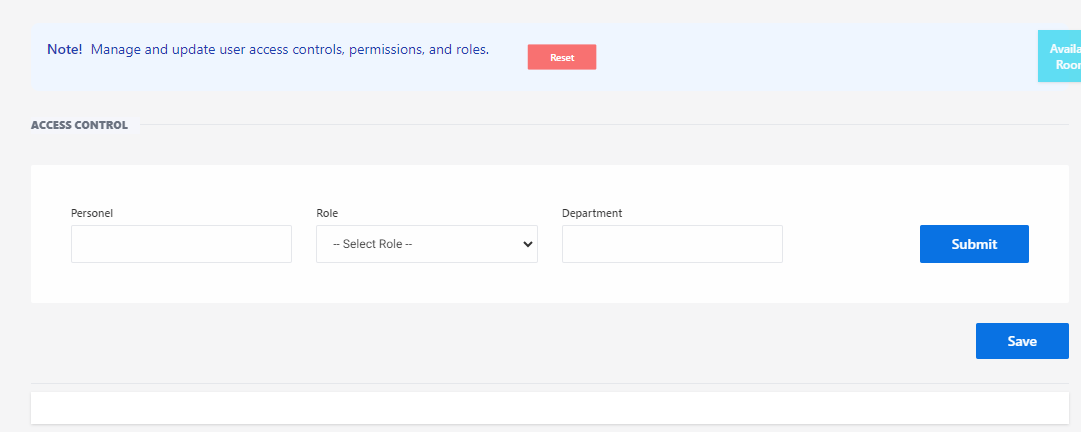 Note! Manage and update user access controls, permissions, and roles.
Reset
Availa
Roor
ACCESS CONTROL
Personel
Role
Department
-- Select Role --
Submit
Save